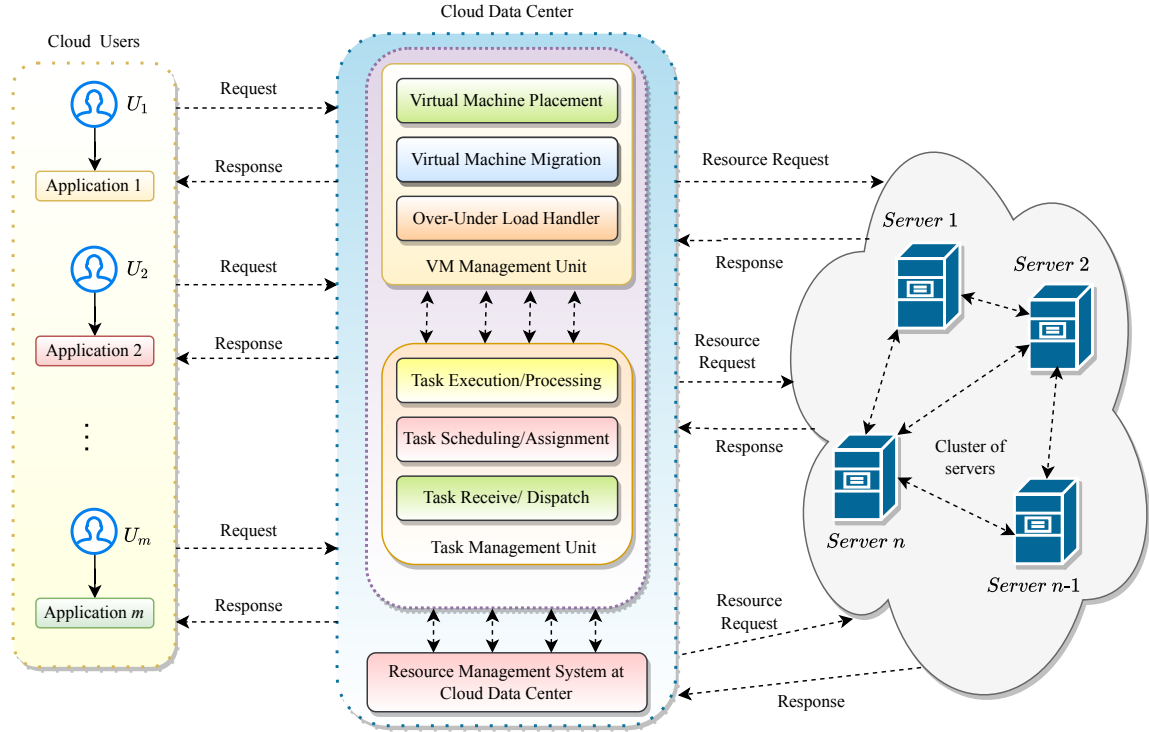 Cloud Data Center
Cloud Users
U1
Application 1
U2
Application 2
⋮
Um
Application m
Request
Response
Request
Response
Request
Response
Virtual Machine Placement
Virtual Machine Migration
Over-Under Load Handler
VM Management Unit
Task Execution/Processing
Task Scheduling/Assignment
Task Receive/ Dispatch
Task Management Unit
Resource Management System at
Cloud Data Center
Resource Request
Response
Resource
Request
Response
Resource
Request
Response
Server 1
Server 2
Cluster of
servers
Server n
Server n-1